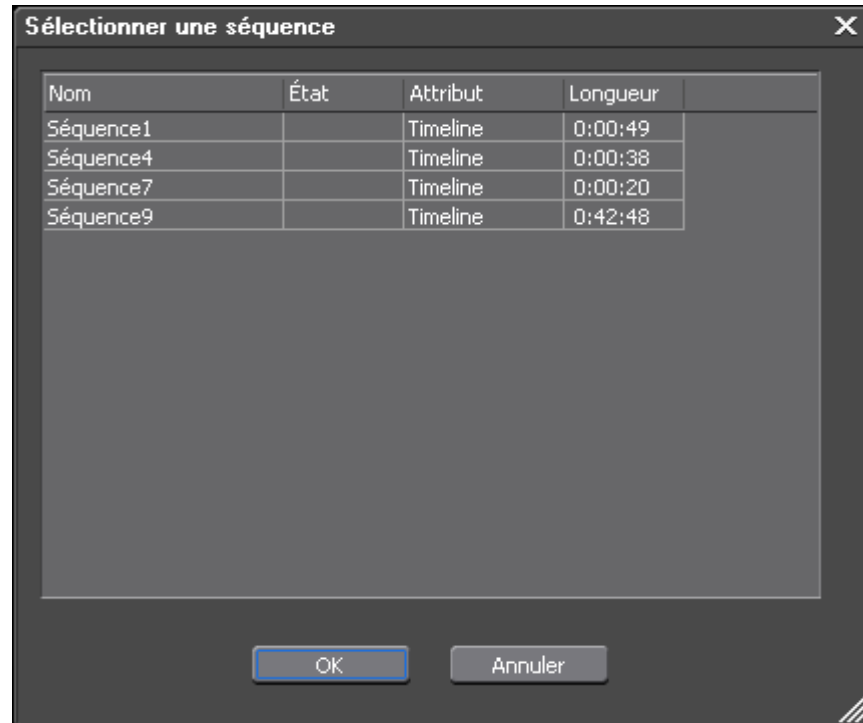 Sélectionner une séquence
Nom État Attribut Longueur
Séquence1 Timeline 0:00:49
Séquence4 Timeline 0:00:38
Séquence7 Timeline 0:00:20
Séquence9 Timeline 0:42:48
OK Annuler